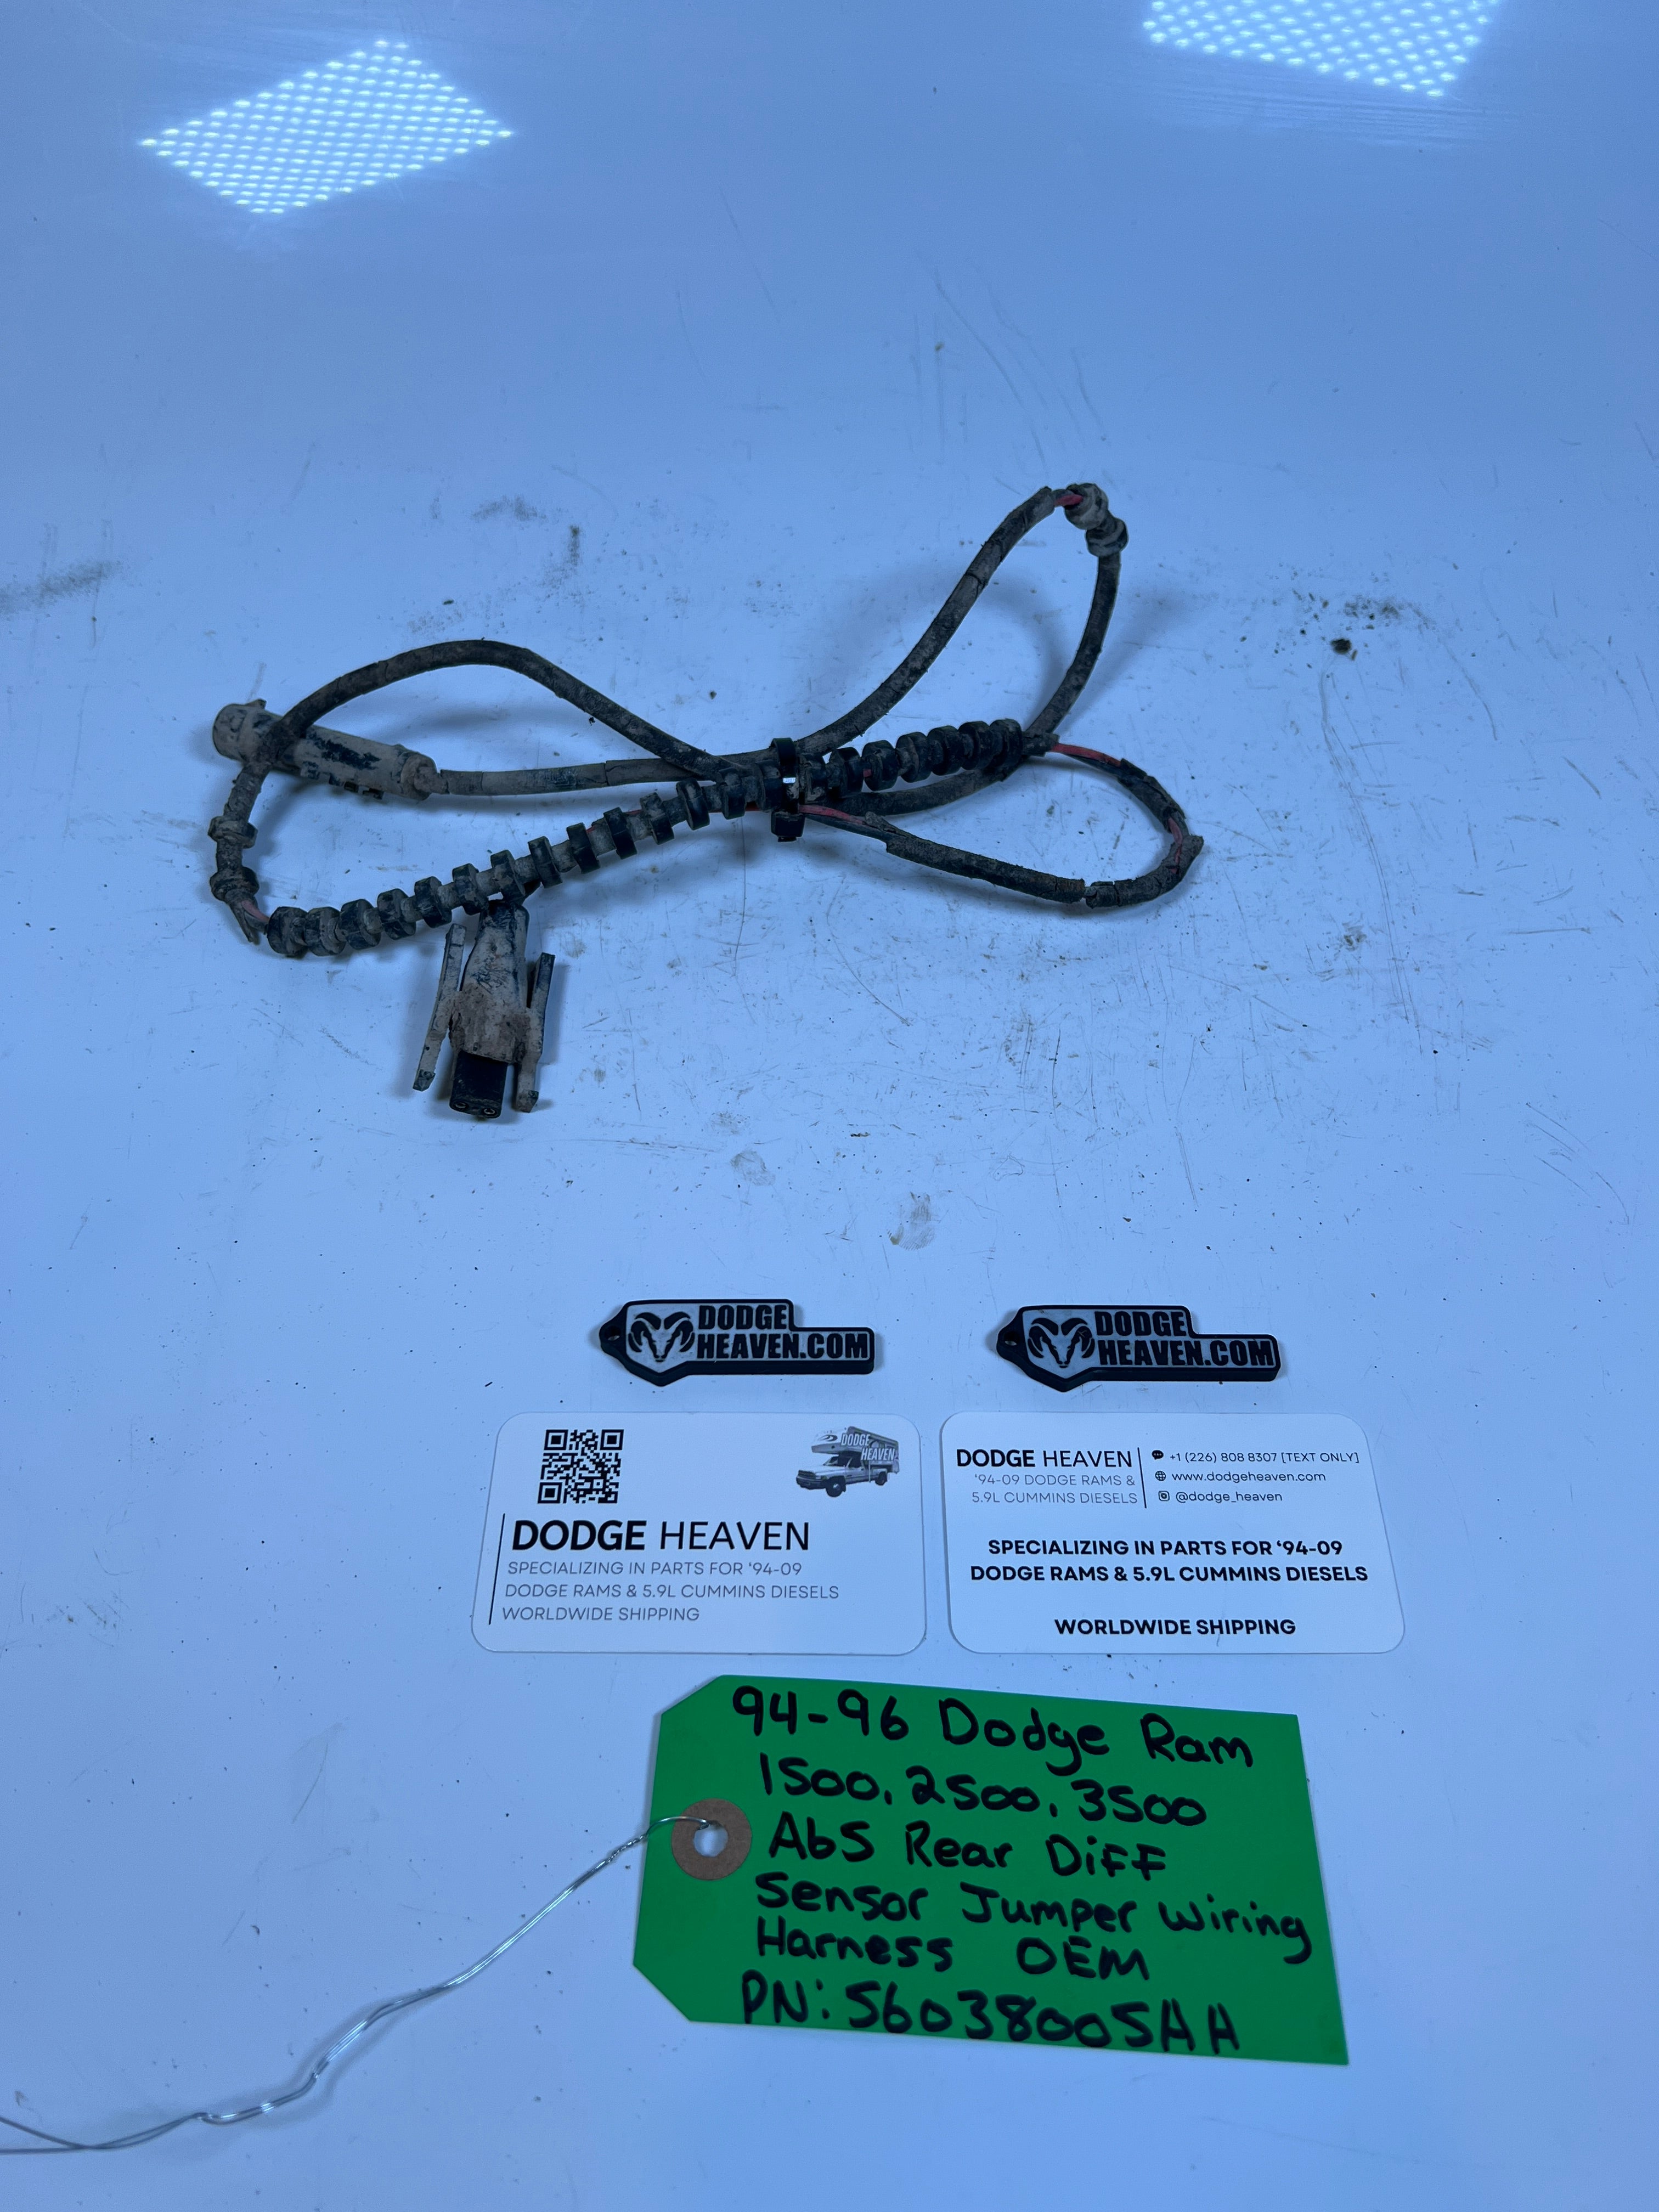 DODGE
HEAVEN.COM
DODGE
HEAVEN.COM
DODGE
HEAVEN
DODGE HEAVEN
SPECIALIZING IN PARTS FOR '94-09
DODGE RAMS & 5.9L CUMMINS DIESELS
WORLDWIDE SHIPPING
DODGE HEAVEN
'94-09 DODGE RAMS &
5.9L CUMMINS DIESELS
+1 (226) 808 8307 [TEXT ONLY]
www.dodgeheaven.com
@dodge_heaven
SPECIALIZING IN PARTS FOR '94-09
DODGE RAMS & 5.9L CUMMINS DIESELS
WORLDWIDE SHIPPING
94-96 Dodge Ram
1500, 2500, 3500
AbS Rear Diff
Sensor Jumper Wiring
Harness OEM
PN: 56038005AA